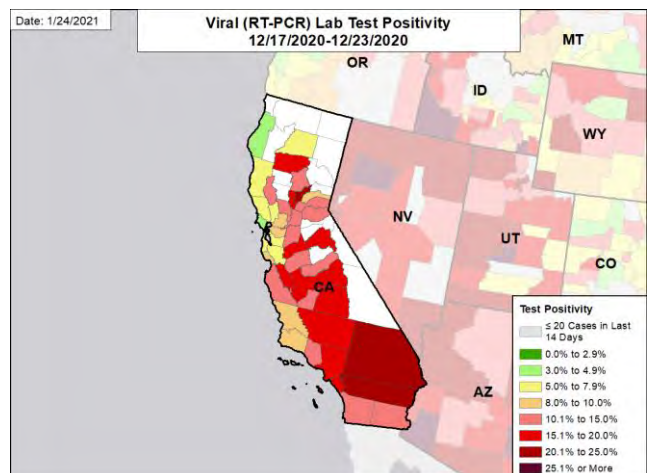 Date: 1/24/2021
Viral (RT-PCR) Lab Test Positivity
12/17/2020-12/23/2020
MT
OR
ID
WY
NV
UT
CO
CA
AZ
Test Positivity
≤ 20 Cases in Last
14 Days
0.0% to 2.9%
3.0% to 4.9%
5.0% to 7.9%
8.0% to 10.0%
10.1% to 15.0%
15.1% to 20.0%
20.1% to 25.0%
25.1% or More